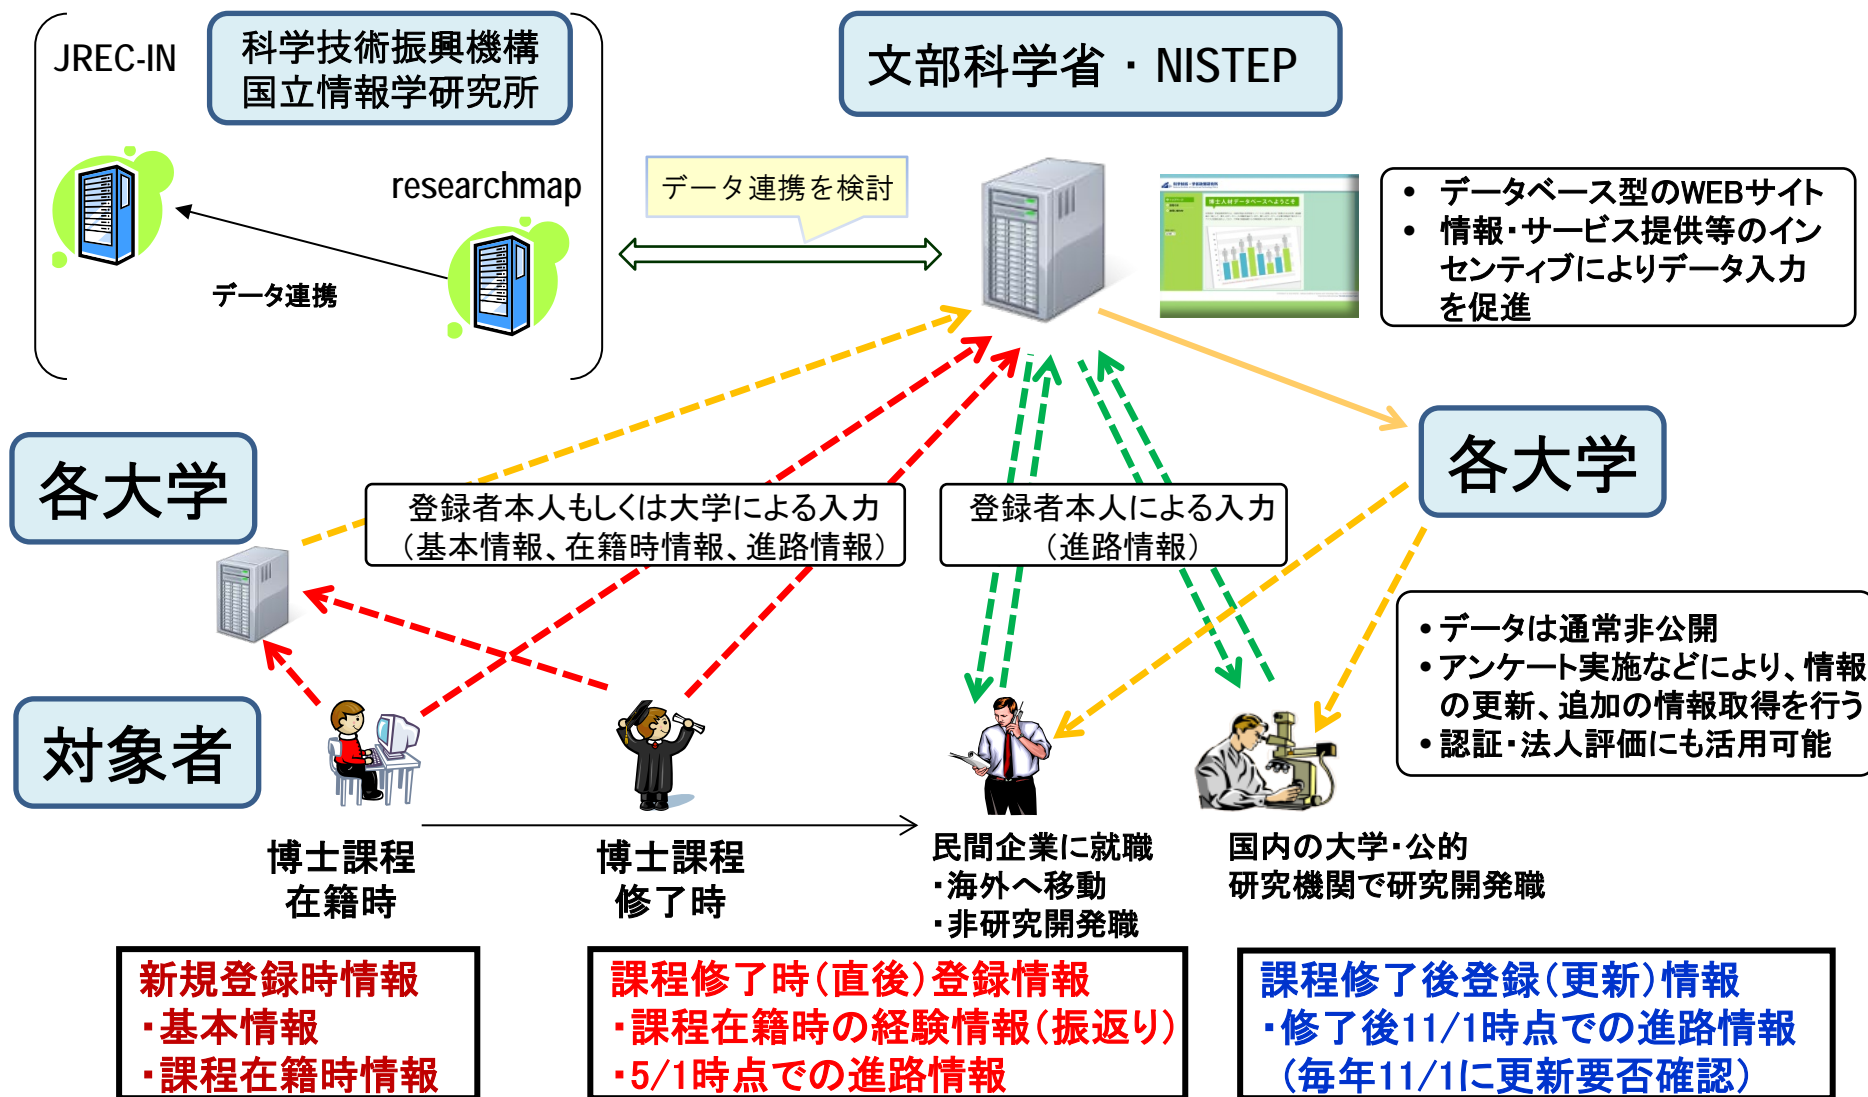 JREC-IN
科学技術振興機構
国立情報学研究所
文部科学省・NISTEP
researchmap
データ連携
データ連携を検討
博士人材データベースへようこそ
• データベース型のWEBサイト
• 情報・サービス提供等のイン
センティブによりデータ入力
を促進
各大学
各大学
登録者本人もしくは大学による入力
（基本情報、在籍時情報、進路情報）
登録者本人による入力
（進路情報）
• データは通常非公開
• アンケート実施などにより、情報
の更新、追加の情報取得を行う
• 認証・法人評価にも活用可能
対象者
博士課程
在籍時
博士課程
修了時
民間企業に就職
・海外へ移動
・非研究開発職
国内の大学・公的
研究機関で研究開発職
新規登録時情報
・基本情報
・課程在籍時情報
課程修了時（直後）登録情報
・課程在籍時の経験情報（振返り）
・5/1時点での進路情報
課程修了後登録（更新）情報
・修了後11/1時点での進路情報
（毎年11/1に更新要否確認）